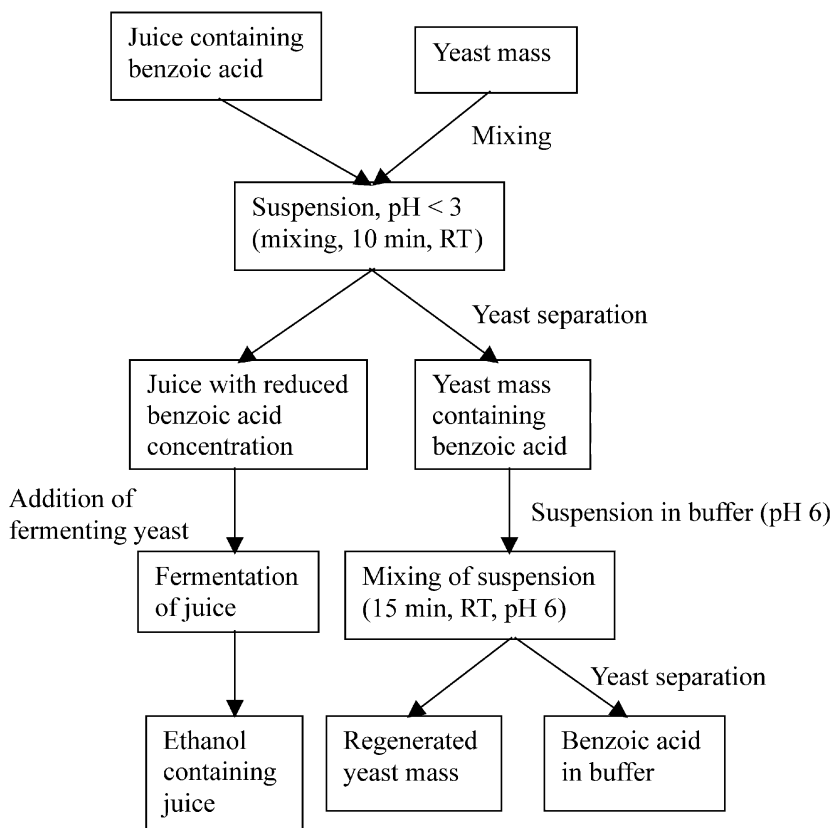 Juice containing
benzoic acid
Yeast mass
Mixing
Suspension, pH < 3
(mixing, 10 min, RT)
Yeast separation
Juice with reduced
benzoic acid
concentration
Yeast mass
containing
benzoic acid
Addition of
fermenting yeast
Suspension in buffer (pH 6)
Fermentation
of juice
Mixing of suspension
(15 min, RT, pH 6)
Yeast separation
Ethanol
containing
juice
Regenerated
yeast mass
Benzoic acid
in buffer